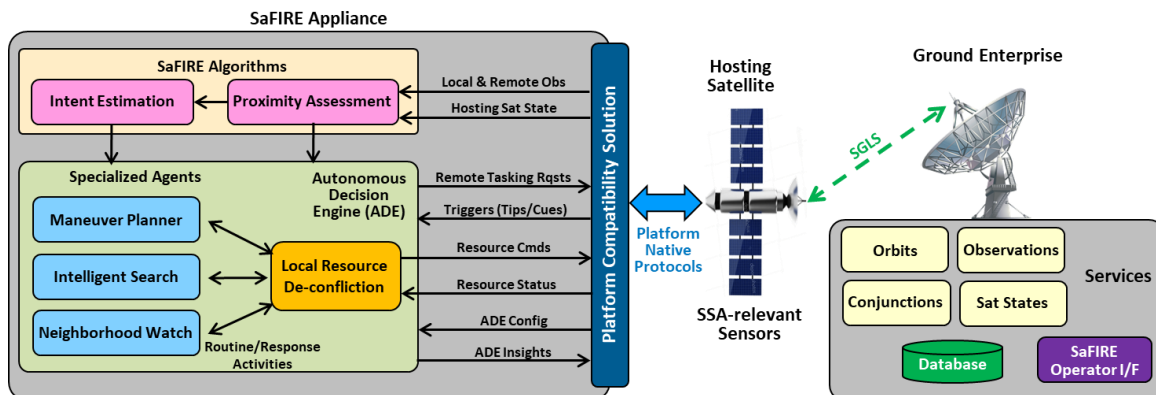 SaFIRE Appliance
SaFIRE Algorithms
Intent Estimation
Proximity Assessment
Local & Remote Obs
Hosting Sat State
Specialized Agents
Autonomous
Decision
Engine (ADE)
Maneuver Planner
Intelligent Search
Neighborhood Watch
Local Resource
De-confliction
Routine/Response
Activities
Remote Tasking Rqsts
Triggers (Tips/Cues)
Resource Cmds
Resource Status
ADE Config
ADE Insights
Platform Compatibility Solution
Platform
Native
Protocols
Hosting
Satellite
SSA-relevant
Sensors
SGLS
Ground Enterprise
Orbits
Observations
Services
Conjunctions
Sat States
Database
SaFIRE
Operator I/F